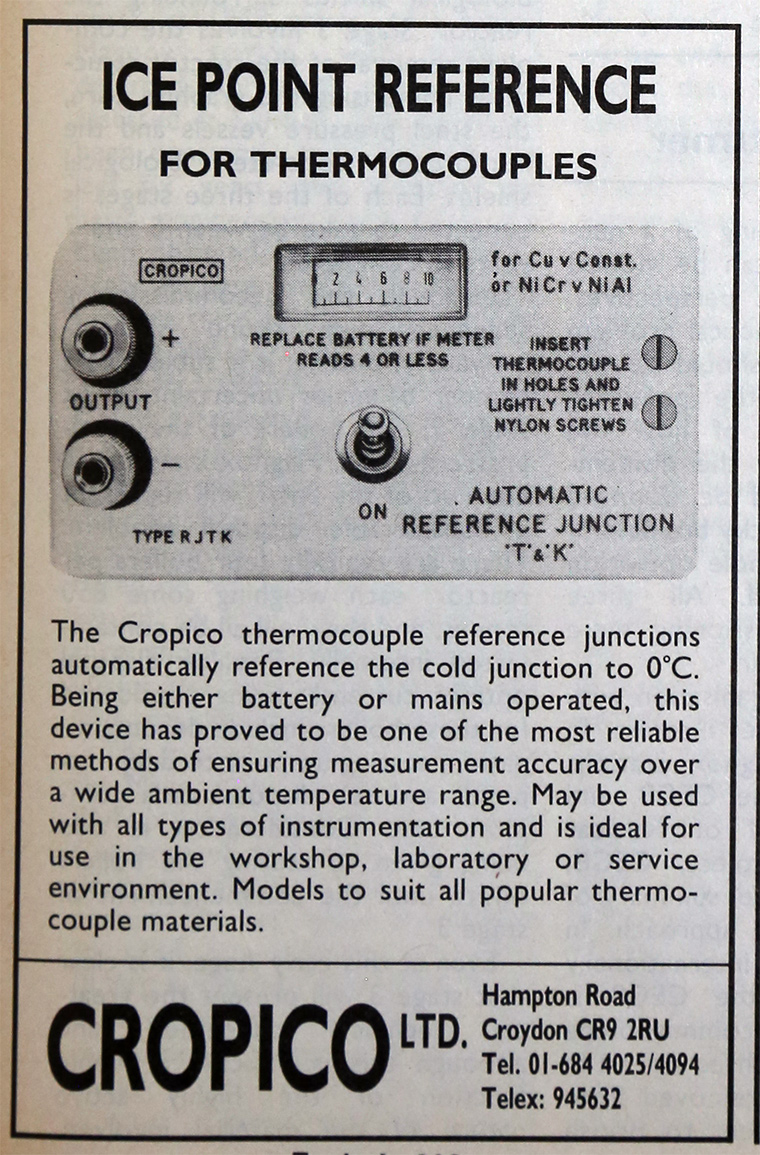 ICE POINT REFERENCE
FOR THERMOCOUPLES
CROPICO
2 4 6 8 10
for Cu v Const.
or NiCr v NiAl
+
REPLACE BATTERY IF METER
READS 4 OR LESS
INSERT
THERMOCOUPLE
IN HOLES AND
LIGHTLY TIGHTEN
NYLON SCREWS
OUTPUT
−
ON
TYPE RJTK
AUTOMATIC
REFERENCE JUNCTION
'T'&'K'
The Cropico thermocouple reference junctions
automatically reference the cold junction to 0°C.
Being either battery or mains operated, this
device has proved to be one of the most reliable
methods of ensuring measurement accuracy over
a wide ambient temperature range. May be used
with all types of instrumentation and is ideal for
use in the workshop, laboratory or service
environment. Models to suit all popular thermo-
couple materials.
CROPICO LTD.
Hampton Road
Croydon CR9 2RU
Tel. 01-684 4025/4094
Telex: 945632